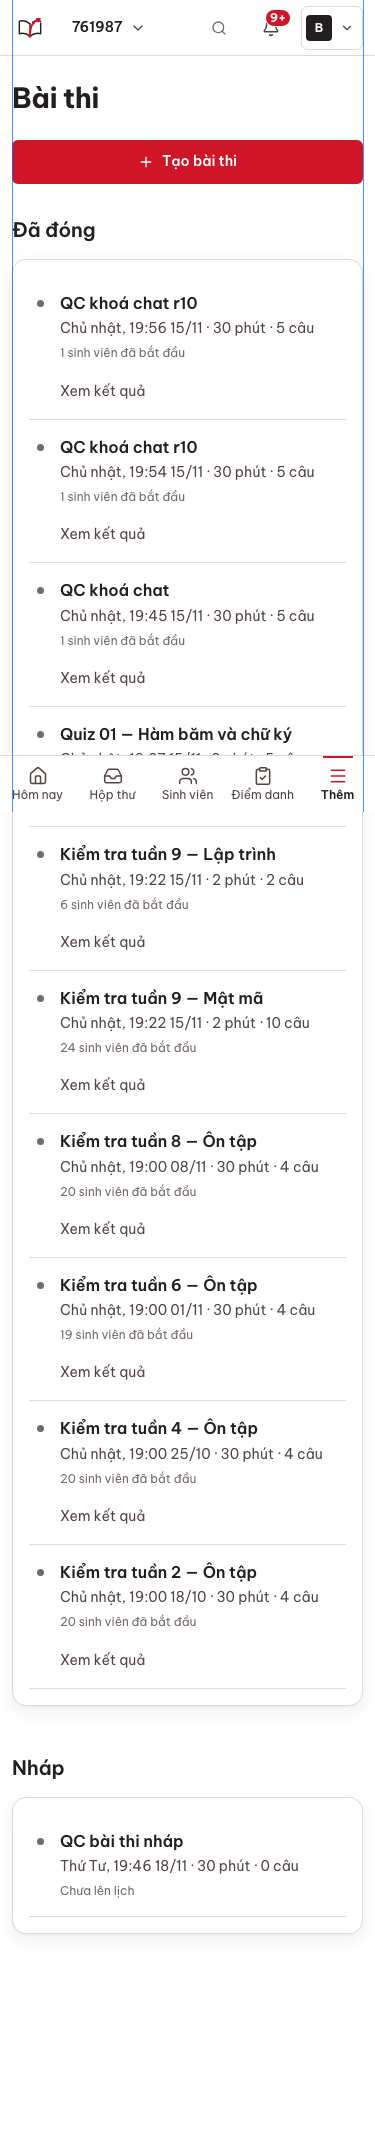 761987
9+
B
Bài thi
Tạo bài thi
Đã đóng
QC khoá chat r10
Chủ nhật, 19:56 15/11 · 30 phút · 5 câu
1 sinh viên đã bắt đầu
Xem kết quả
QC khoá chat r10
Chủ nhật, 19:54 15/11 · 30 phút · 5 câu
1 sinh viên đã bắt đầu
Xem kết quả
QC khoá chat
Chủ nhật, 19:45 15/11 · 30 phút · 5 câu
1 sinh viên đã bắt đầu
Xem kết quả
Quiz 01 — Hàm băm và chữ ký
Hôm nay
Hộp thư
Sinh viên
Điểm danh
Thêm
Kiểm tra tuần 9 — Lập trình
Chủ nhật, 19:22 15/11 · 2 phút · 2 câu
6 sinh viên đã bắt đầu
Xem kết quả
Kiểm tra tuần 9 — Mật mã
Chủ nhật, 19:22 15/11 · 2 phút · 10 câu
24 sinh viên đã bắt đầu
Xem kết quả
Kiểm tra tuần 8 — Ôn tập
Chủ nhật, 19:00 08/11 · 30 phút · 4 câu
20 sinh viên đã bắt đầu
Xem kết quả
Kiểm tra tuần 6 — Ôn tập
Chủ nhật, 19:00 01/11 · 30 phút · 4 câu
19 sinh viên đã bắt đầu
Xem kết quả
Kiểm tra tuần 4 — Ôn tập
Chủ nhật, 19:00 25/10 · 30 phút · 4 câu
20 sinh viên đã bắt đầu
Xem kết quả
Kiểm tra tuần 2 — Ôn tập
Chủ nhật, 19:00 18/10 · 30 phút · 4 câu
20 sinh viên đã bắt đầu
Xem kết quả
Nháp
QC bài thi nháp
Thứ Tư, 19:46 18/11 · 30 phút · 0 câu
Chưa lên lịch